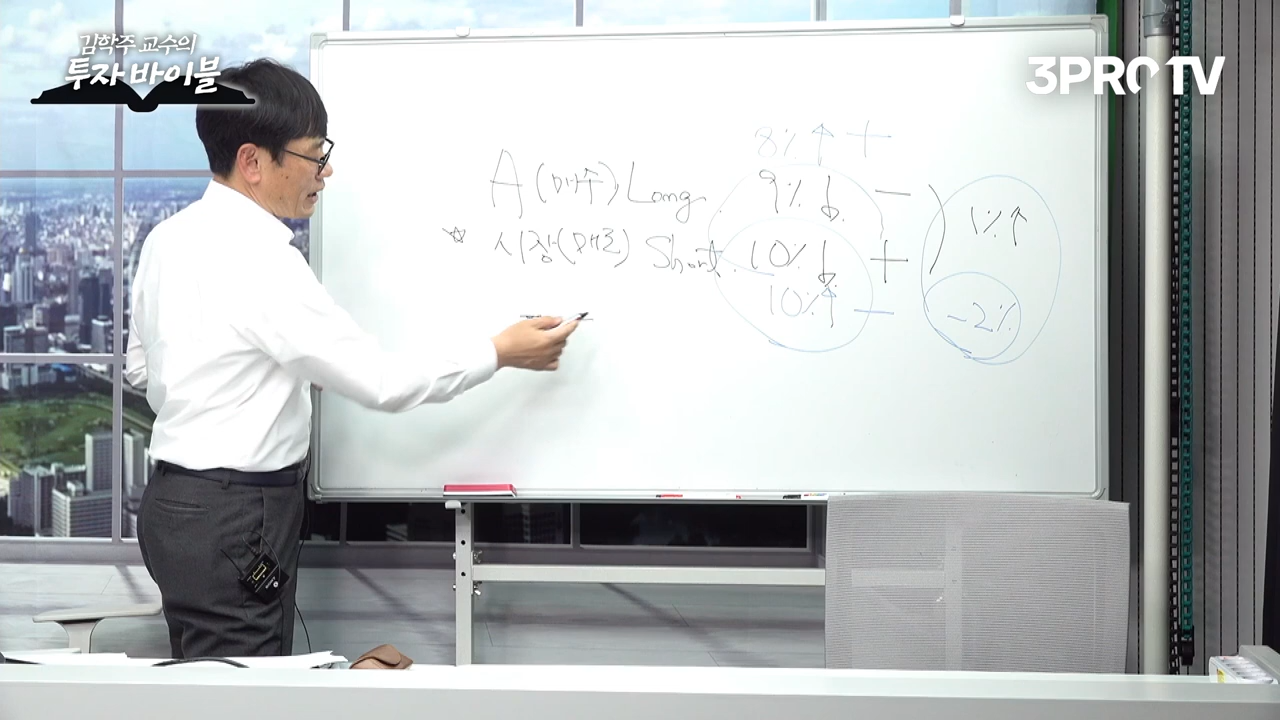 김학주 교수의
투자 바이블
3PRO TV
8% ↑ +
A (매수) Long. 9% ↓ -
☆ 시장(매도) Short. 10% ↓ +
10% ↑ -
1% ↑
-2%